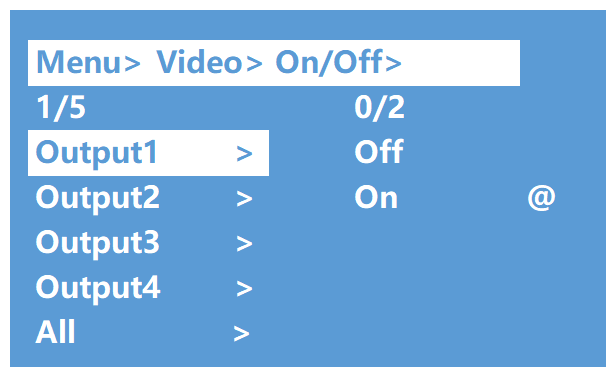 Menu> Video> On/Off>
1/5 0/2
Output1 > Off
Output2 > On @
Output3 >
Output4 >
All >